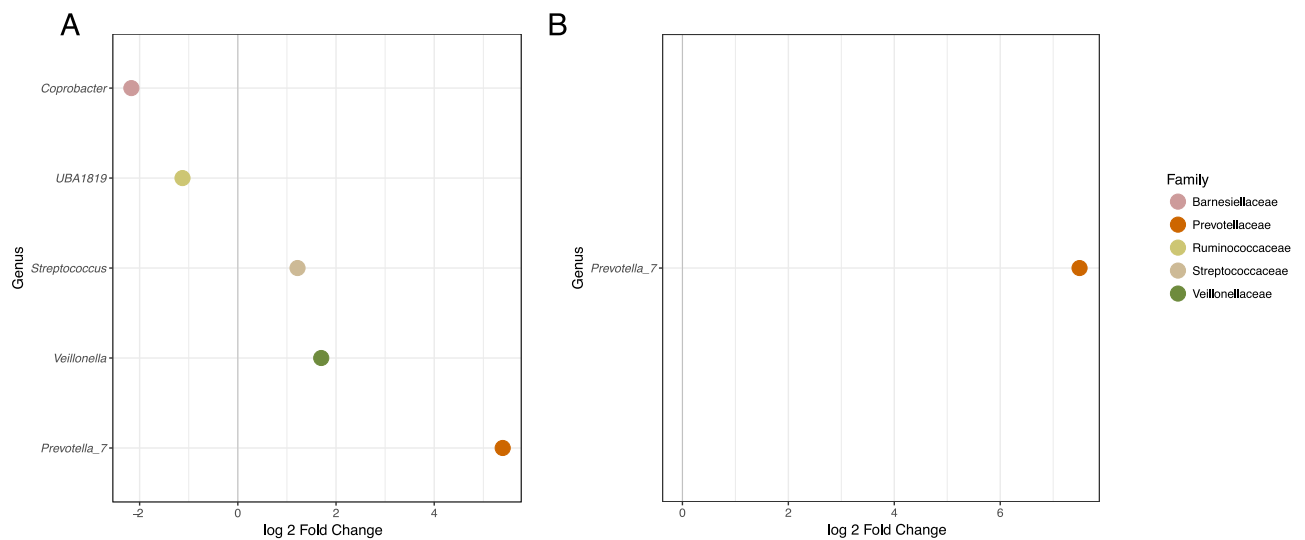 A
Genus
Coprobacter
UBA1819
Streptococcus
Veillonella
Prevotella_7
-2
0
2
4
log 2 Fold Change
B
Genus
Prevotella_7
0
2
4
6
log 2 Fold Change
Family
Barnesiellaceae
Prevotellaceae
Ruminococcaceae
Streptococcaceae
Veillonellaceae